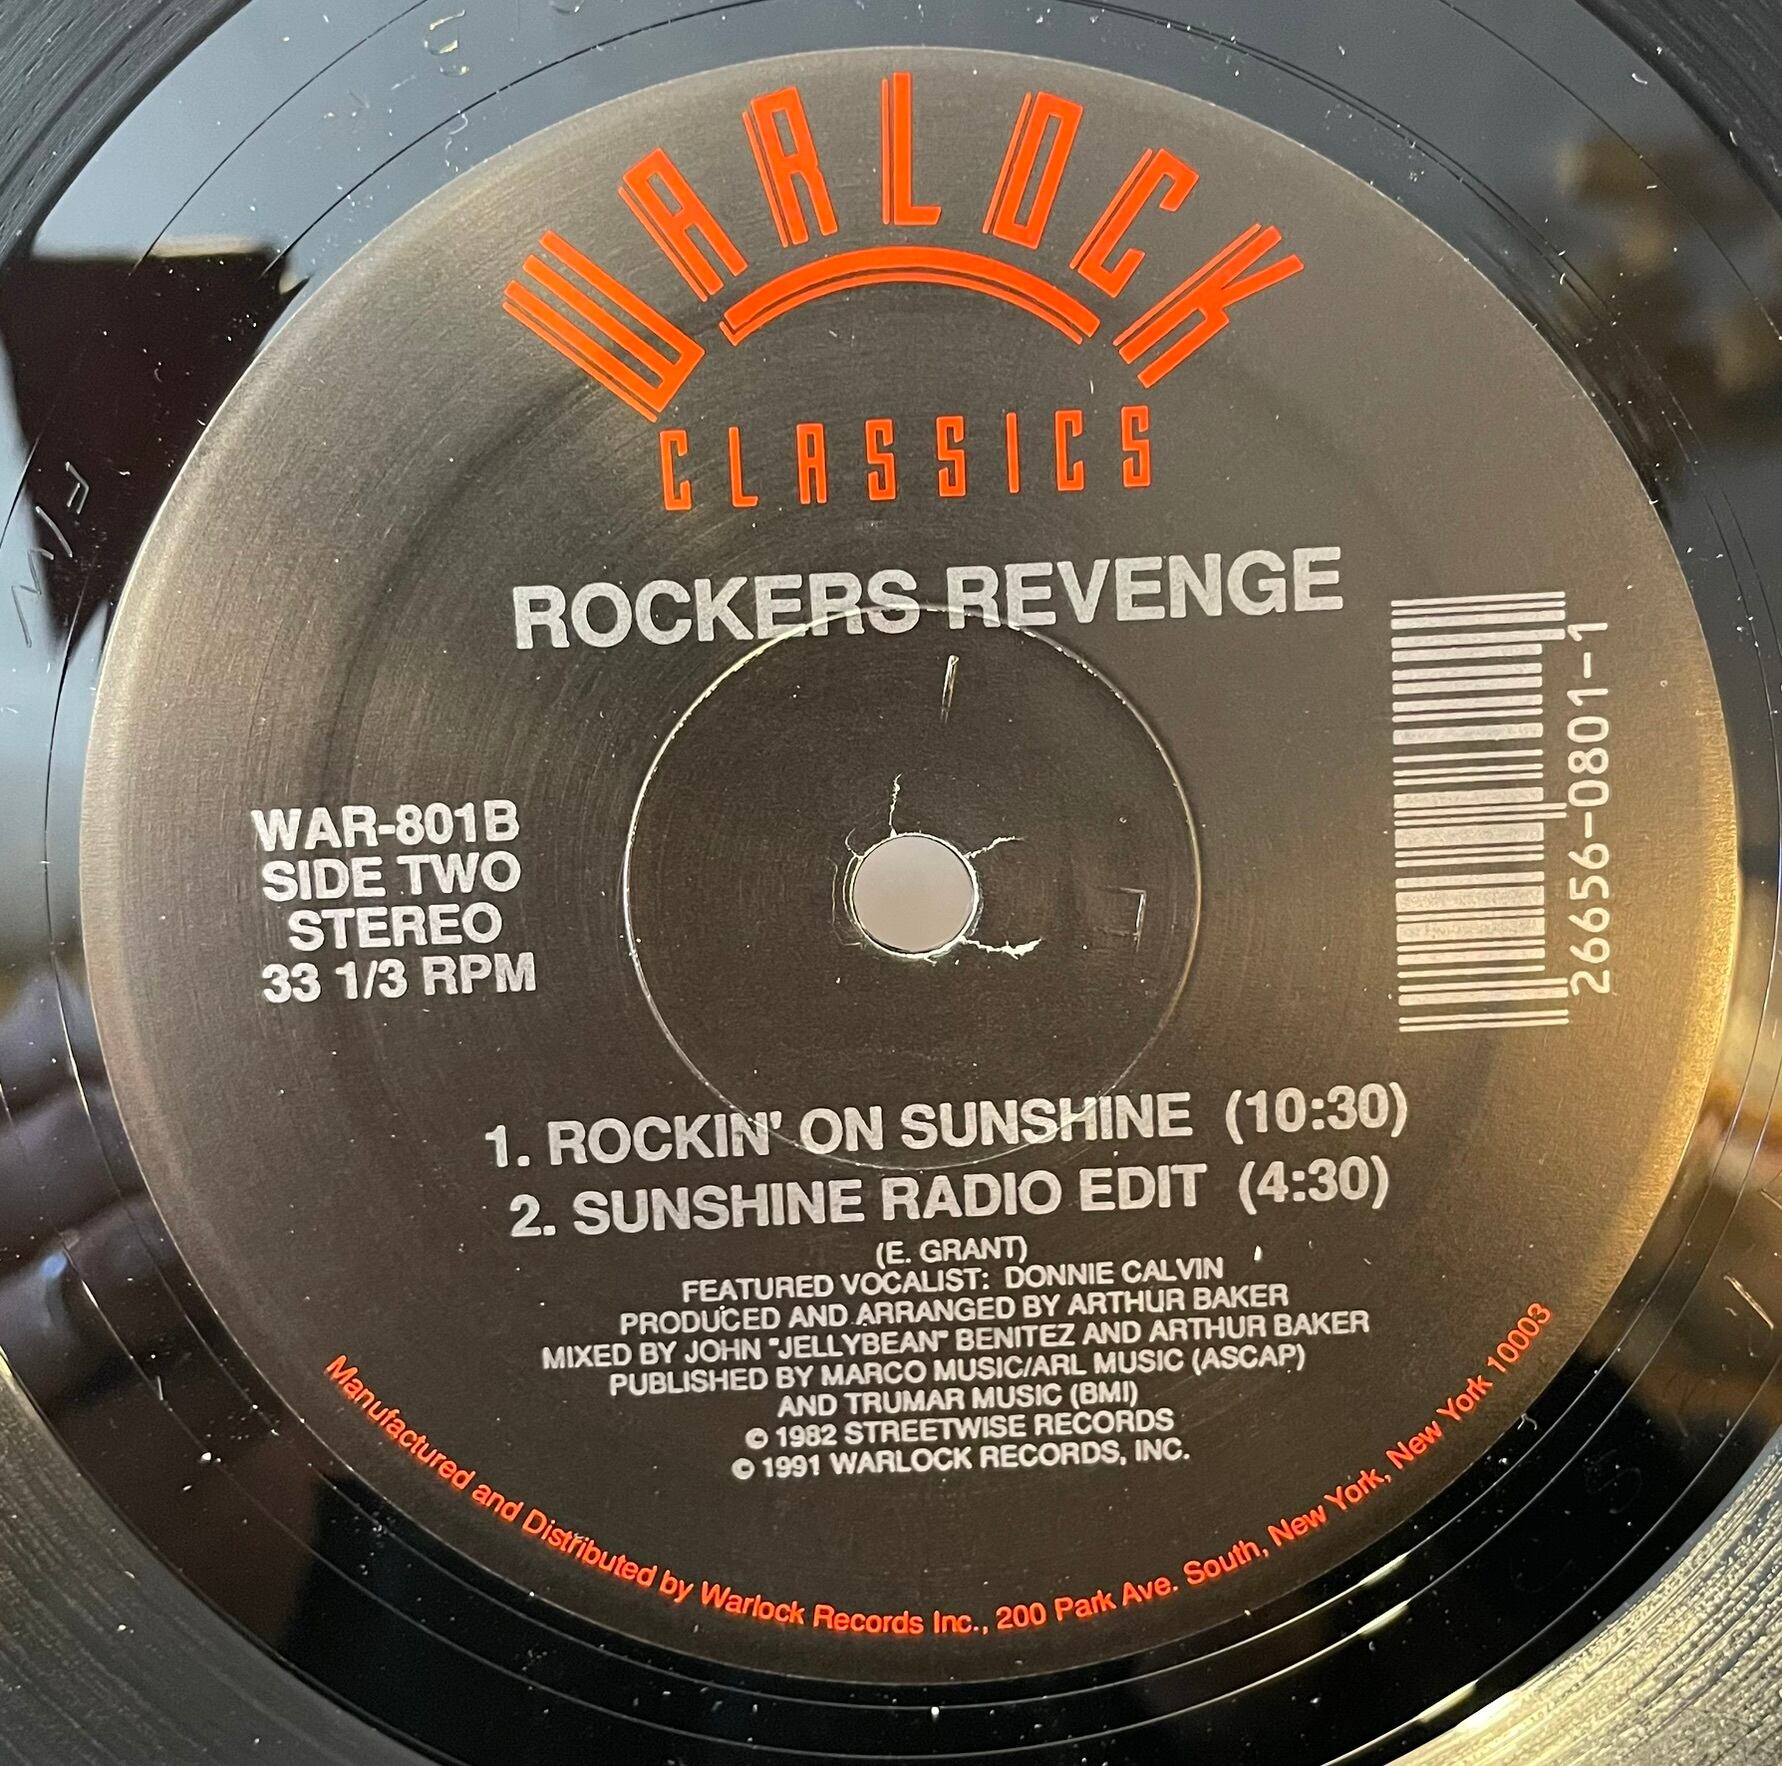 WARLOCK
CLASSICS
ROCKERS REVENGE
WAR-801B
SIDE TWO
STEREO
33 1/3 RPM
26656-0801-1
1. ROCKIN' ON SUNSHINE (10:30)
2. SUNSHINE RADIO EDIT (4:30)
(E. GRANT)
FEATURED VOCALIST: DONNIE CALVIN
PRODUCED AND ARRANGED BY ARTHUR BAKER
MIXED BY JOHN "JELLYBEAN" BENITEZ AND ARTHUR BAKER
PUBLISHED BY MARCO MUSIC/ARL MUSIC (ASCAP)
AND TRUMAR MUSIC (BMI)
© 1982 STREETWISE RECORDS
© 1991 WARLOCK RECORDS, INC.
Manufactured and Distributed by Warlock Records Inc., 200 Park Ave. South, New York, New York 10003